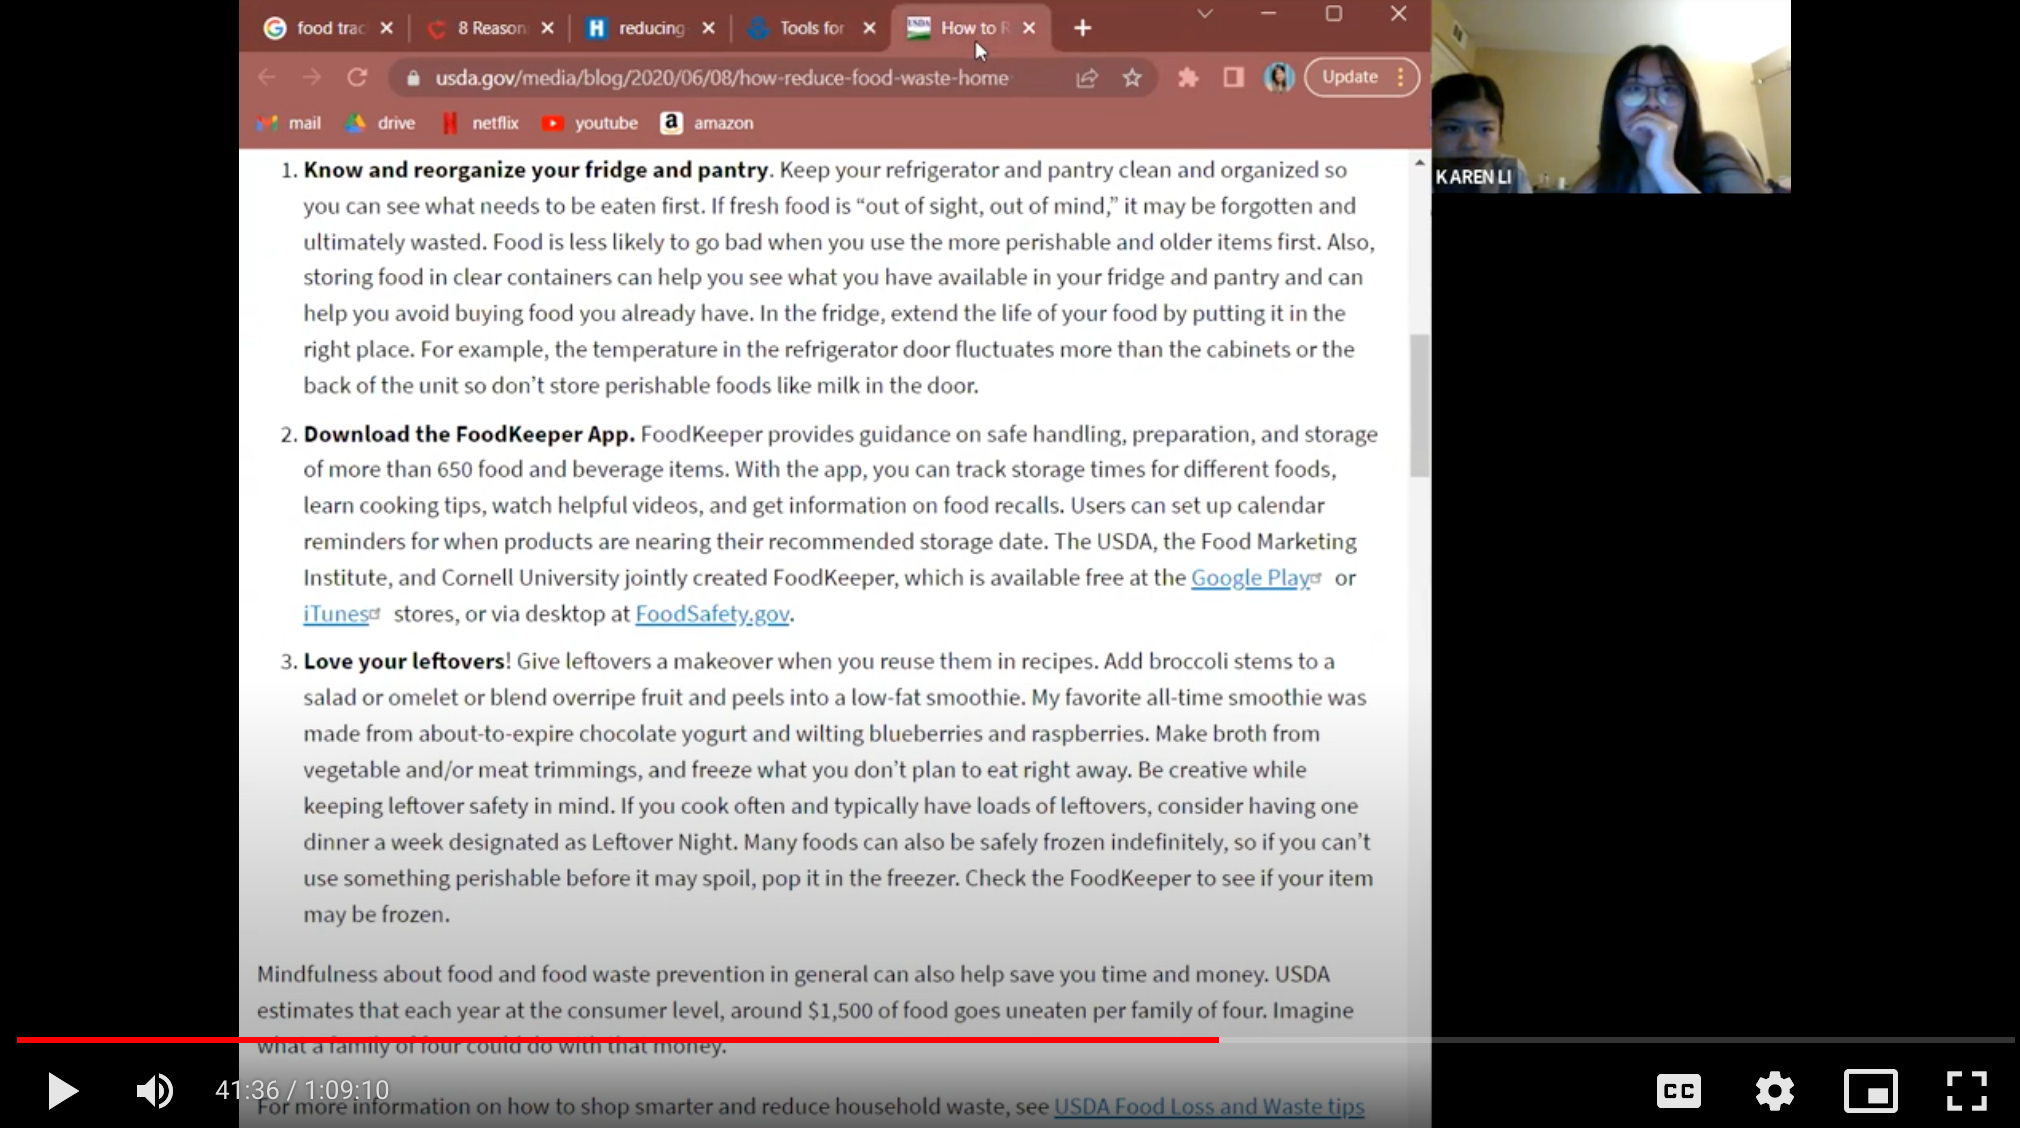 food trac
8 Reason
reducing
Tools for
USDA
How to R
usda.gov/media/blog/2020/06/08/how-reduce-food-waste-home
Update
mail
drive
netflix
youtube
amazon
KAREN LI
1. Know and reorganize your fridge and pantry. Keep your refrigerator and pantry clean and organized so
you can see what needs to be eaten first. If fresh food is “out of sight, out of mind,” it may be forgotten and
ultimately wasted. Food is less likely to go bad when you use the more perishable and older items first. Also,
storing food in clear containers can help you see what you have available in your fridge and pantry and can
help you avoid buying food you already have. In the fridge, extend the life of your food by putting it in the
right place. For example, the temperature in the refrigerator door fluctuates more than the cabinets or the
back of the unit so don’t store perishable foods like milk in the door.
2. Download the FoodKeeper App. FoodKeeper provides guidance on safe handling, preparation, and storage
of more than 650 food and beverage items. With the app, you can track storage times for different foods,
learn cooking tips, watch helpful videos, and get information on food recalls. Users can set up calendar
reminders for when products are nearing their recommended storage date. The USDA, the Food Marketing
Institute, and Cornell University jointly created FoodKeeper, which is available free at the Google Play or
iTunes stores, or via desktop at FoodSafety.gov.
3. Love your leftovers! Give leftovers a makeover when you reuse them in recipes. Add broccoli stems to a
salad or omelet or blend overripe fruit and peels into a low-fat smoothie. My favorite all-time smoothie was
made from about-to-expire chocolate yogurt and wilting blueberries and raspberries. Make broth from
vegetable and/or meat trimmings, and freeze what you don’t plan to eat right away. Be creative while
keeping leftover safety in mind. If you cook often and typically have loads of leftovers, consider having one
dinner a week designated as Leftover Night. Many foods can also be safely frozen indefinitely, so if you can’t
use something perishable before it may spoil, pop it in the freezer. Check the FoodKeeper to see if your item
may be frozen.
Mindfulness about food and food waste prevention in general can also help save you time and money. USDA
estimates that each year at the consumer level, around $1,500 of food goes uneaten per family of four. Imagine
what a family of four could do with that money.
41:36 / 1:09:10
CC
For more information on how to shop smarter and reduce household waste, see USDA Food Loss and Waste tips